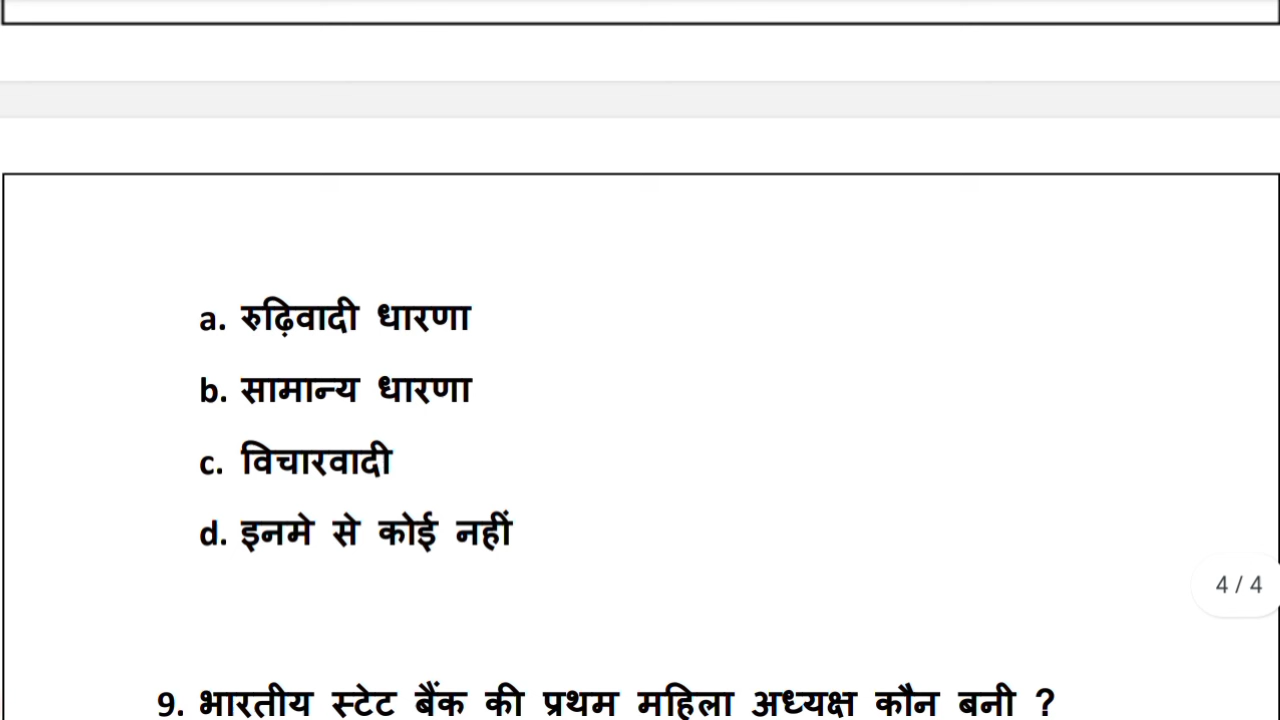 a. रुढ़िवादी धारणा
b. सामान्य धारणा
c. विचारवादी
d. इनमे से कोई नहीं
4 / 4
9. भारतीय स्टेट बैंक की प्रथम महिला अध्यक्ष कौन बनी ?